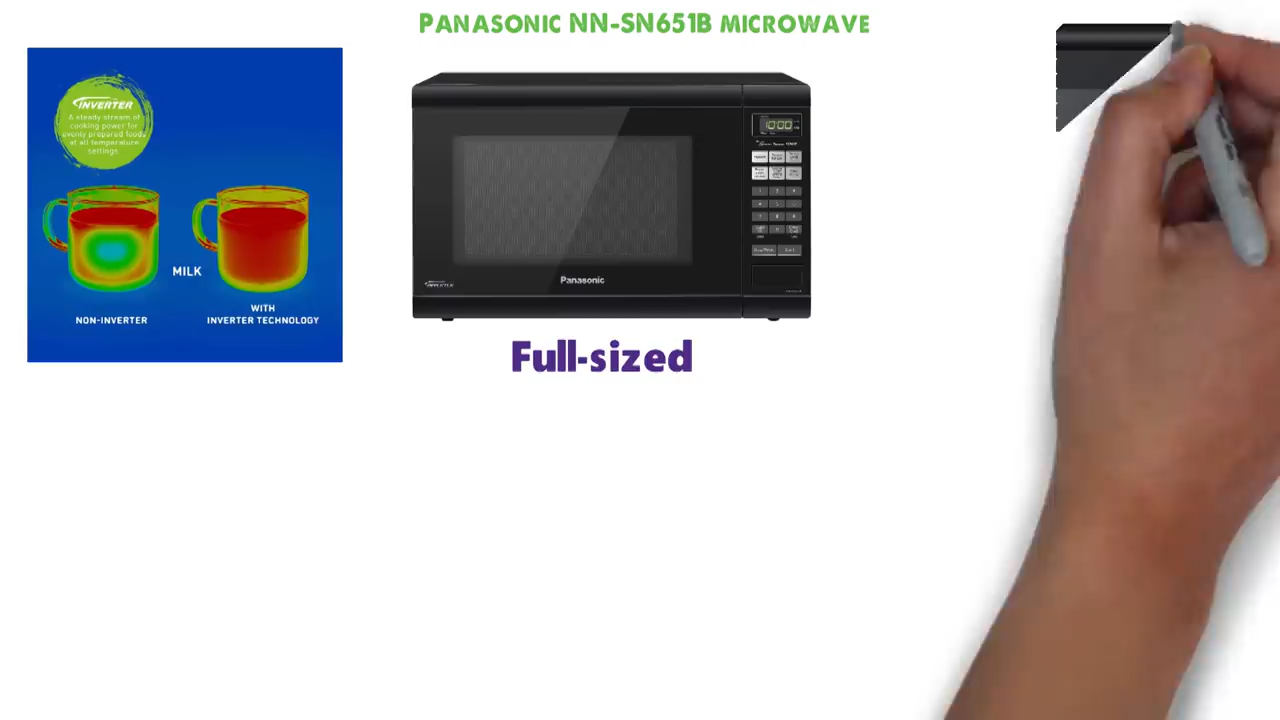 Panasonic NN-SN651B microwave
INVERTER
A steady stream of
cooking power for
evenly prepared foods
at all temperature
settings.
MILK
NON-INVERTER
WITH
INVERTER TECHNOLOGY
1000
Panasonic
INVERTER
Full-sized